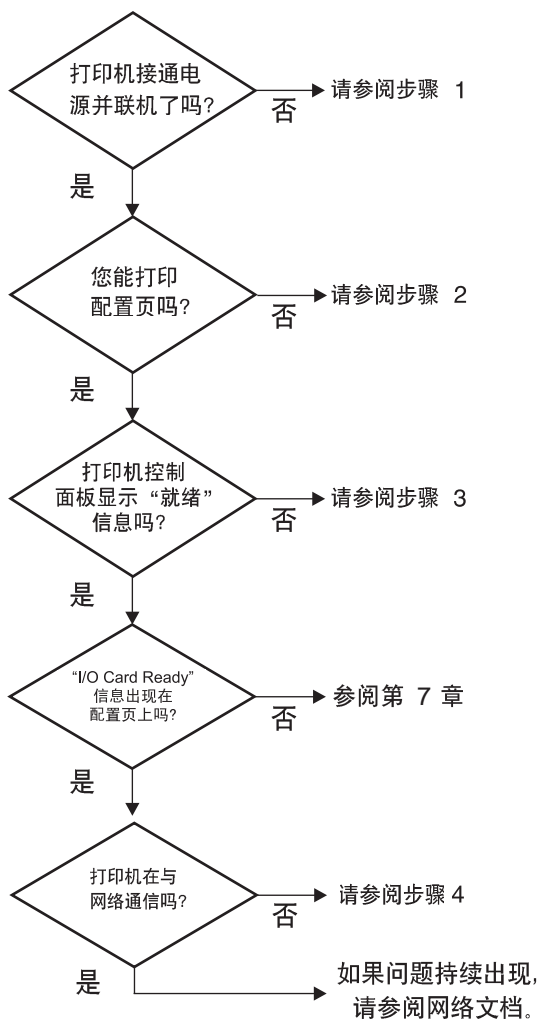 打印机接通电
源并联机了吗?
否
请参阅步骤 1
是
您能打印
配置页吗?
否
请参阅步骤 2
是
打印机控制
面板显示“就绪”
信息吗?
否
请参阅步骤 3
是
“I/O Card Ready”
信息出现在
配置页上吗?
否
参阅第 7 章
是
打印机在与
网络通信吗?
否
请参阅步骤 4
是
如果问题持续出现,
请参阅网络文档。